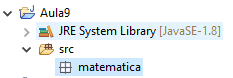 Aula9
JRE System Library [JavaSE-1.8]
src
matematica